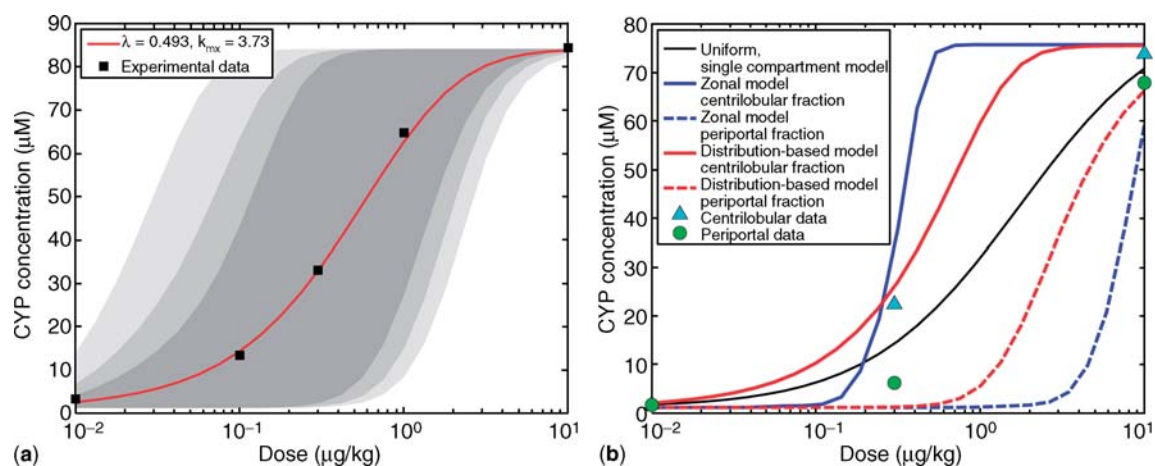 λ = 0.493, kmx = 3.73
Experimental data
CYP concentration (μM)
90
80
70
60
50
40
30
20
10
0
10−2
10−1
100
101
Dose (μg/kg)
(a)
Uniform,
single compartment model
Zonal model
centrilobular fraction
Zonal model
periportal fraction
Distribution-based model
centrilobular fraction
Distribution-based model
periportal fraction
Centrilobular data
Periportal data
CYP concentration (μM)
80
70
60
50
40
30
20
10
0
10−2
10−1
100
101
Dose (μg/kg)
(b)